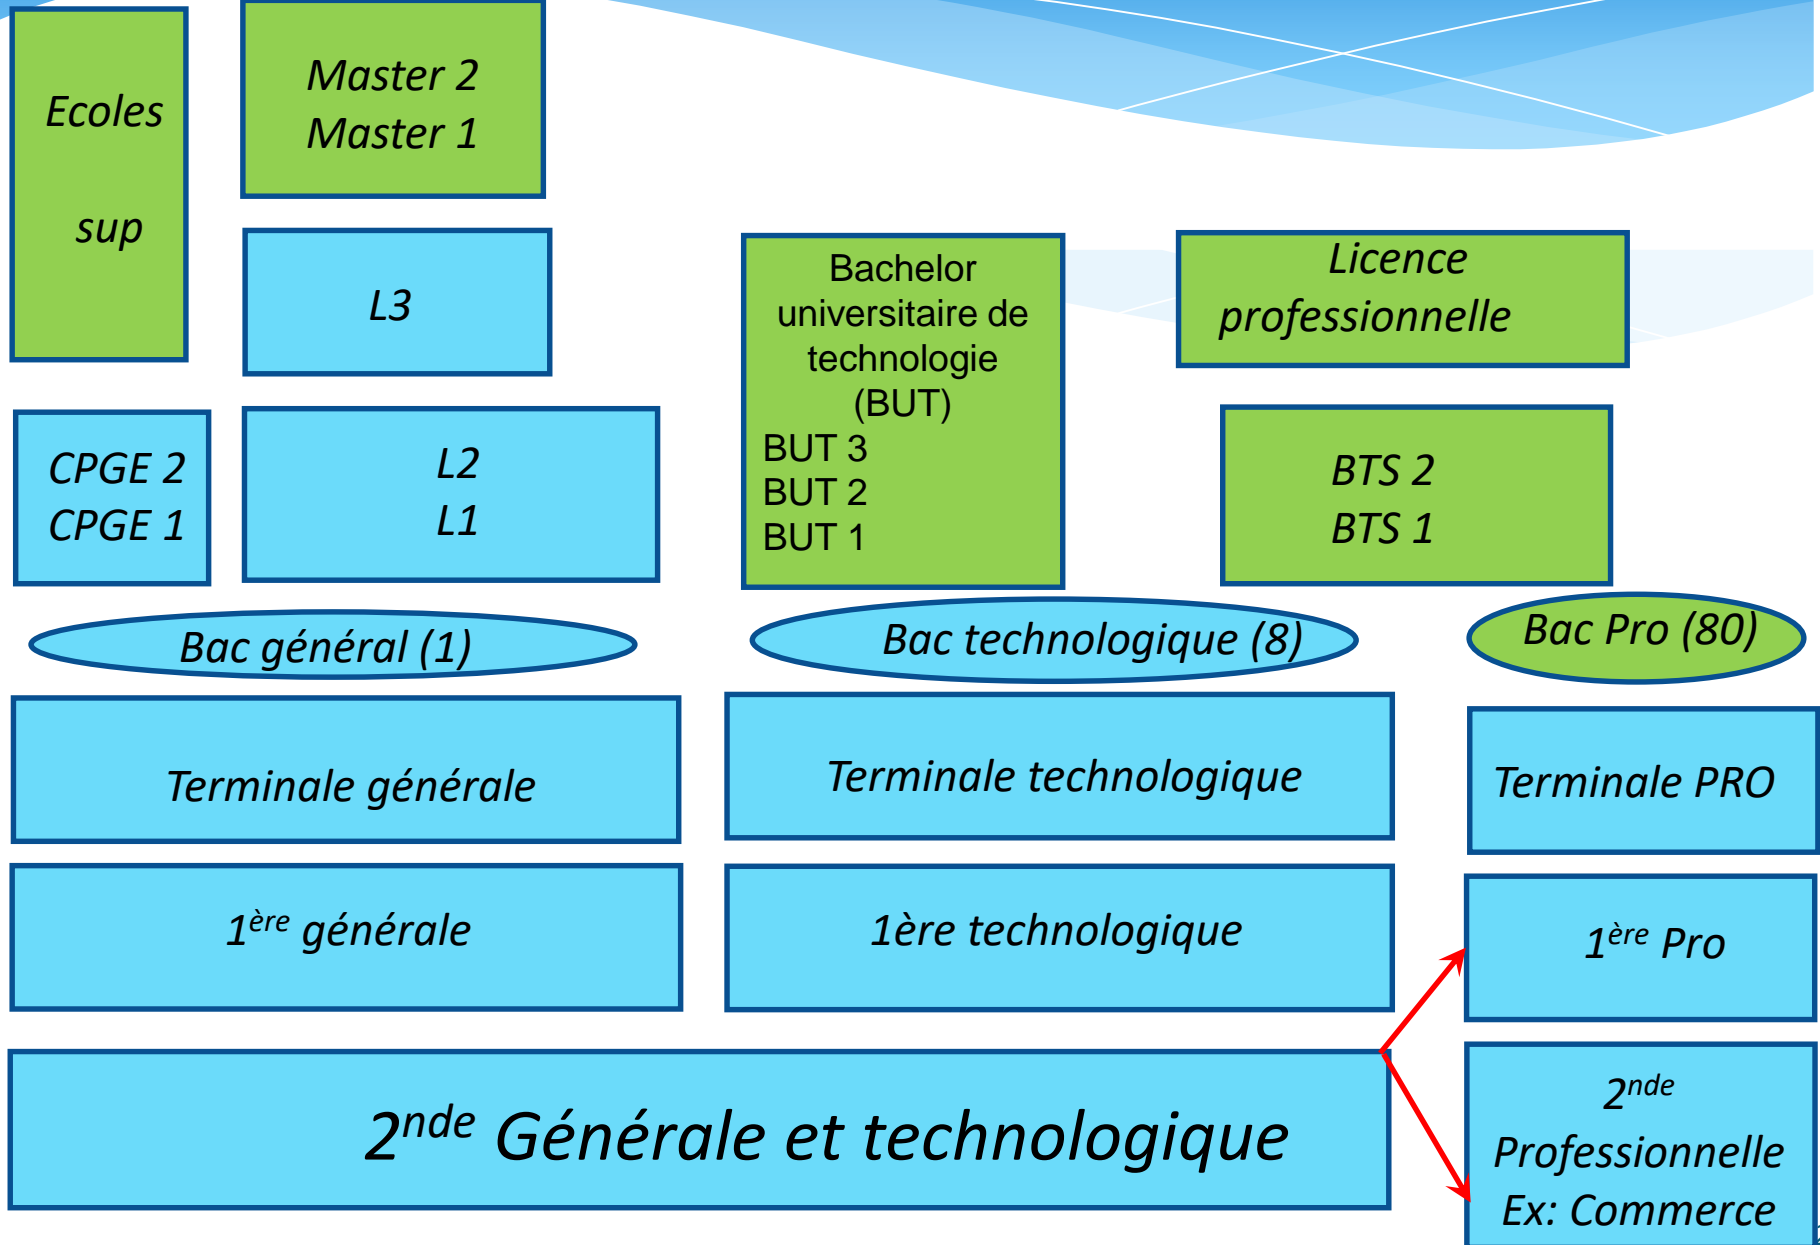 Ecoles
sup
Master 2
Master 1
L3
Bachelor
universitaire de
technologie
(BUT)
BUT 3
BUT 2
BUT 1
Licence
professionnelle
CPGE 2
CPGE 1
L2
L1
BTS 2
BTS 1
Bac général (1)
Bac technologique (8)
Bac Pro (80)
Terminale générale
Terminale technologique
Terminale PRO
1ère générale
1ère technologique
1ère Pro
2nde Générale et technologique
2nde
Professionnelle
Ex: Commerce